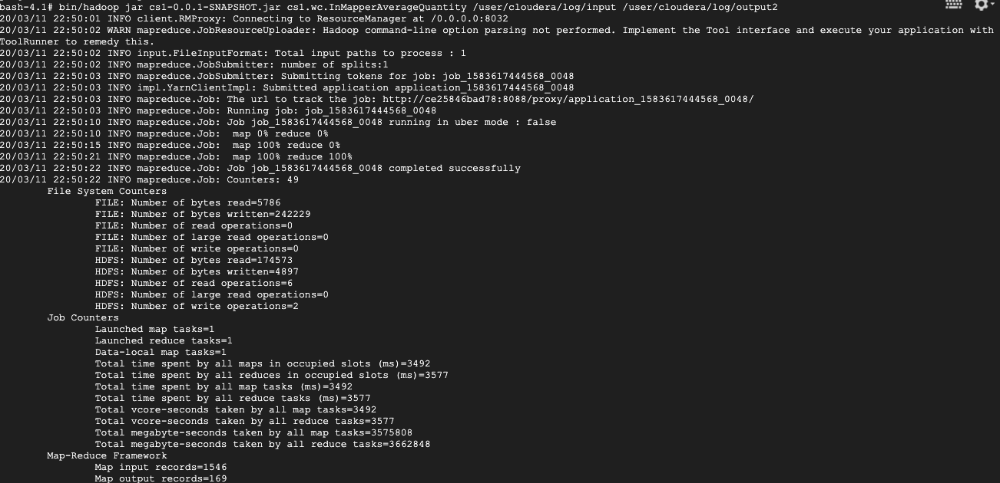 bash-4.1# bin/hadoop jar cs1-0.0.1-SNAPSHOT.jar cs1.wc.InMapperAverageQuantity /user/cloudera/log/input /user/cloudera/log/output2
20/03/11 22:50:01 INFO client.RMProxy: Connecting to ResourceManager at /0.0.0.0:8032
20/03/11 22:50:02 WARN mapreduce.JobResourceUploader: Hadoop command-line option parsing not performed. Implement the Tool interface and execute your application with
ToolRunner to remedy this.
20/03/11 22:50:02 INFO input.FileInputFormat: Total input paths to process : 1
20/03/11 22:50:02 INFO mapreduce.JobSubmitter: number of splits:1
20/03/11 22:50:03 INFO mapreduce.JobSubmitter: Submitting tokens for job: job_1583617444568_0048
20/03/11 22:50:03 INFO impl.YarnClientImpl: Submitted application application_1583617444568_0048
20/03/11 22:50:03 INFO mapreduce.Job: The url to track the job: http://ce25846bad78:8088/proxy/application_1583617444568_0048/
20/03/11 22:50:03 INFO mapreduce.Job: Running job: job_1583617444568_0048
20/03/11 22:50:10 INFO mapreduce.Job: Job job_1583617444568_0048 running in uber mode : false
20/03/11 22:50:10 INFO mapreduce.Job:  map 0% reduce 0%
20/03/11 22:50:15 INFO mapreduce.Job:  map 100% reduce 0%
20/03/11 22:50:21 INFO mapreduce.Job:  map 100% reduce 100%
20/03/11 22:50:22 INFO mapreduce.Job: Job job_1583617444568_0048 completed successfully
20/03/11 22:50:22 INFO mapreduce.Job: Counters: 49
File System Counters
FILE: Number of bytes read=5786
FILE: Number of bytes written=242229
FILE: Number of read operations=0
FILE: Number of large read operations=0
FILE: Number of write operations=0
HDFS: Number of bytes read=174573
HDFS: Number of bytes written=4897
HDFS: Number of read operations=6
HDFS: Number of large read operations=0
HDFS: Number of write operations=2
Job Counters
Launched map tasks=1
Launched reduce tasks=1
Data-local map tasks=1
Total time spent by all maps in occupied slots (ms)=3492
Total time spent by all reduces in occupied slots (ms)=3577
Total time spent by all map tasks (ms)=3492
Total time spent by all reduce tasks (ms)=3577
Total vcore-seconds taken by all map tasks=3492
Total vcore-seconds taken by all reduce tasks=3577
Total megabyte-seconds taken by all map tasks=3575808
Total megabyte-seconds taken by all reduce tasks=3662848
Map-Reduce Framework
Map input records=1546
Map output records=169